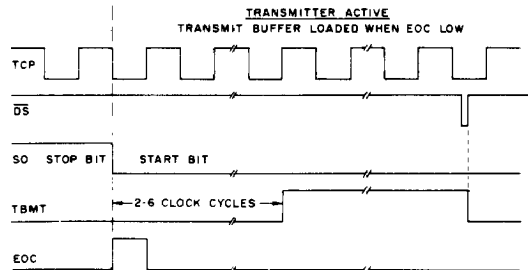 TRANSMITTER ACTIVE
TRANSMIT BUFFER LOADED WHEN EOC LOW
TCP
DS
SO STOP BIT START BIT
TBMT 2-6 CLOCK CYCLES
EOC